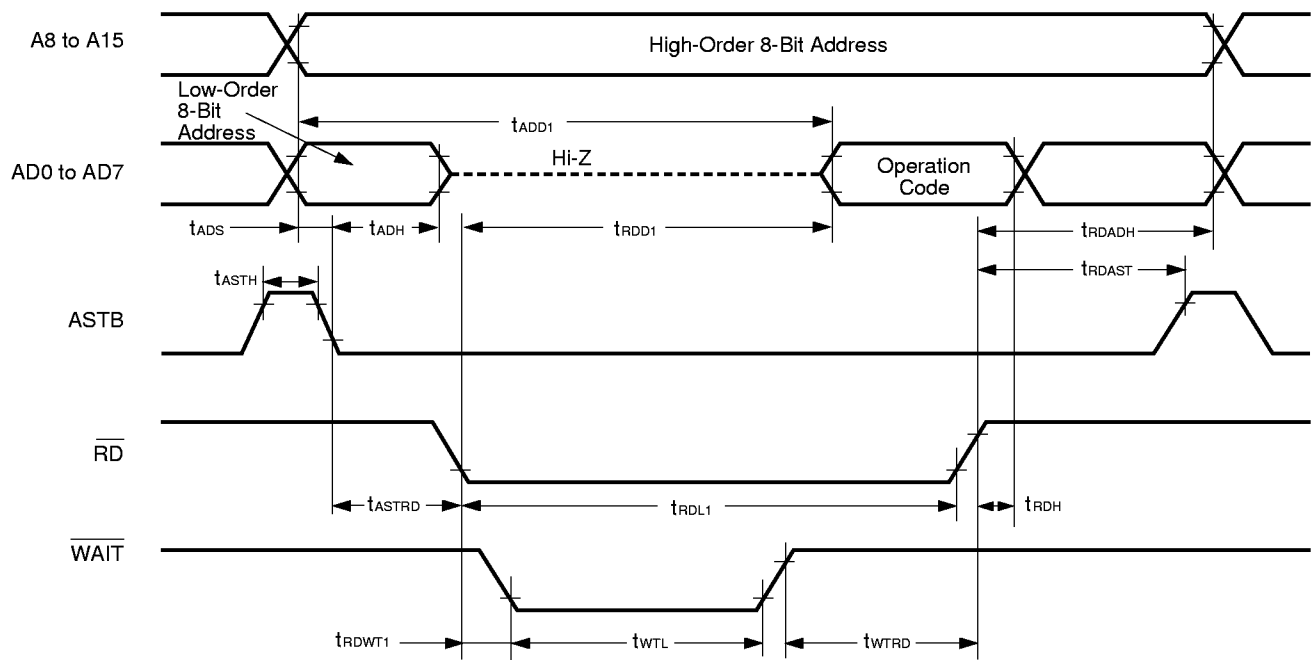 A8 to A15
High-Order 8-Bit Address
Low-Order
8-Bit
Address
tADD1
AD0 to AD7
Hi-Z
Operation
Code
tADS
tADH
tRDD1
tRDADH
tASTH
tRDAST
ASTB
RD
tASTRD
tRDL1
tRDH
WAIT
tRDWT1
tWTL
tWTRD